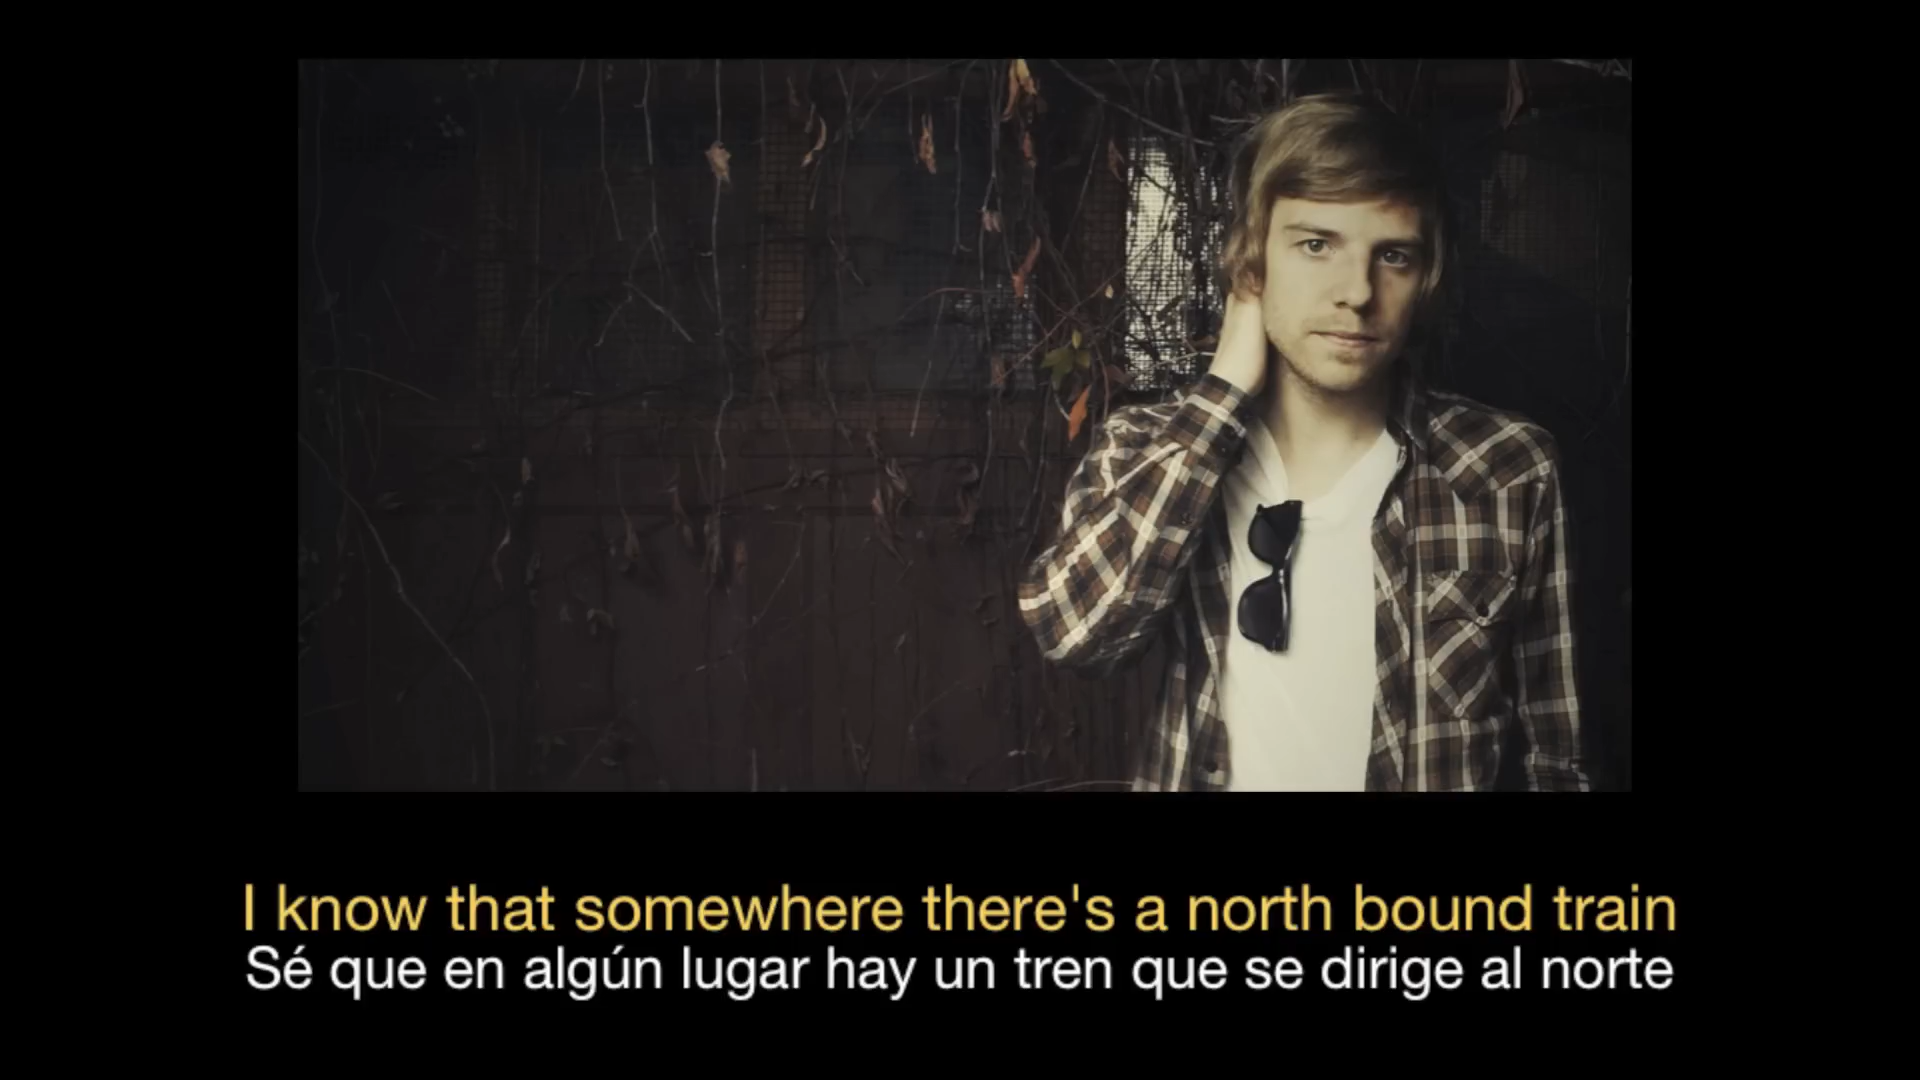 I know that somewhere there's a north bound train
Sé que en algún lugar hay un tren que se dirige al norte